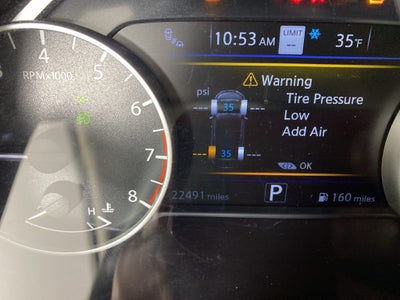 10:53 AM
LIMIT
--
35°F
5
6
7
8
RPM×1000
Warning
psi
Tire Pressure
35
Low
Add Air
--- ---
--- 35 ---
OK
22491 miles
P
160 miles
H